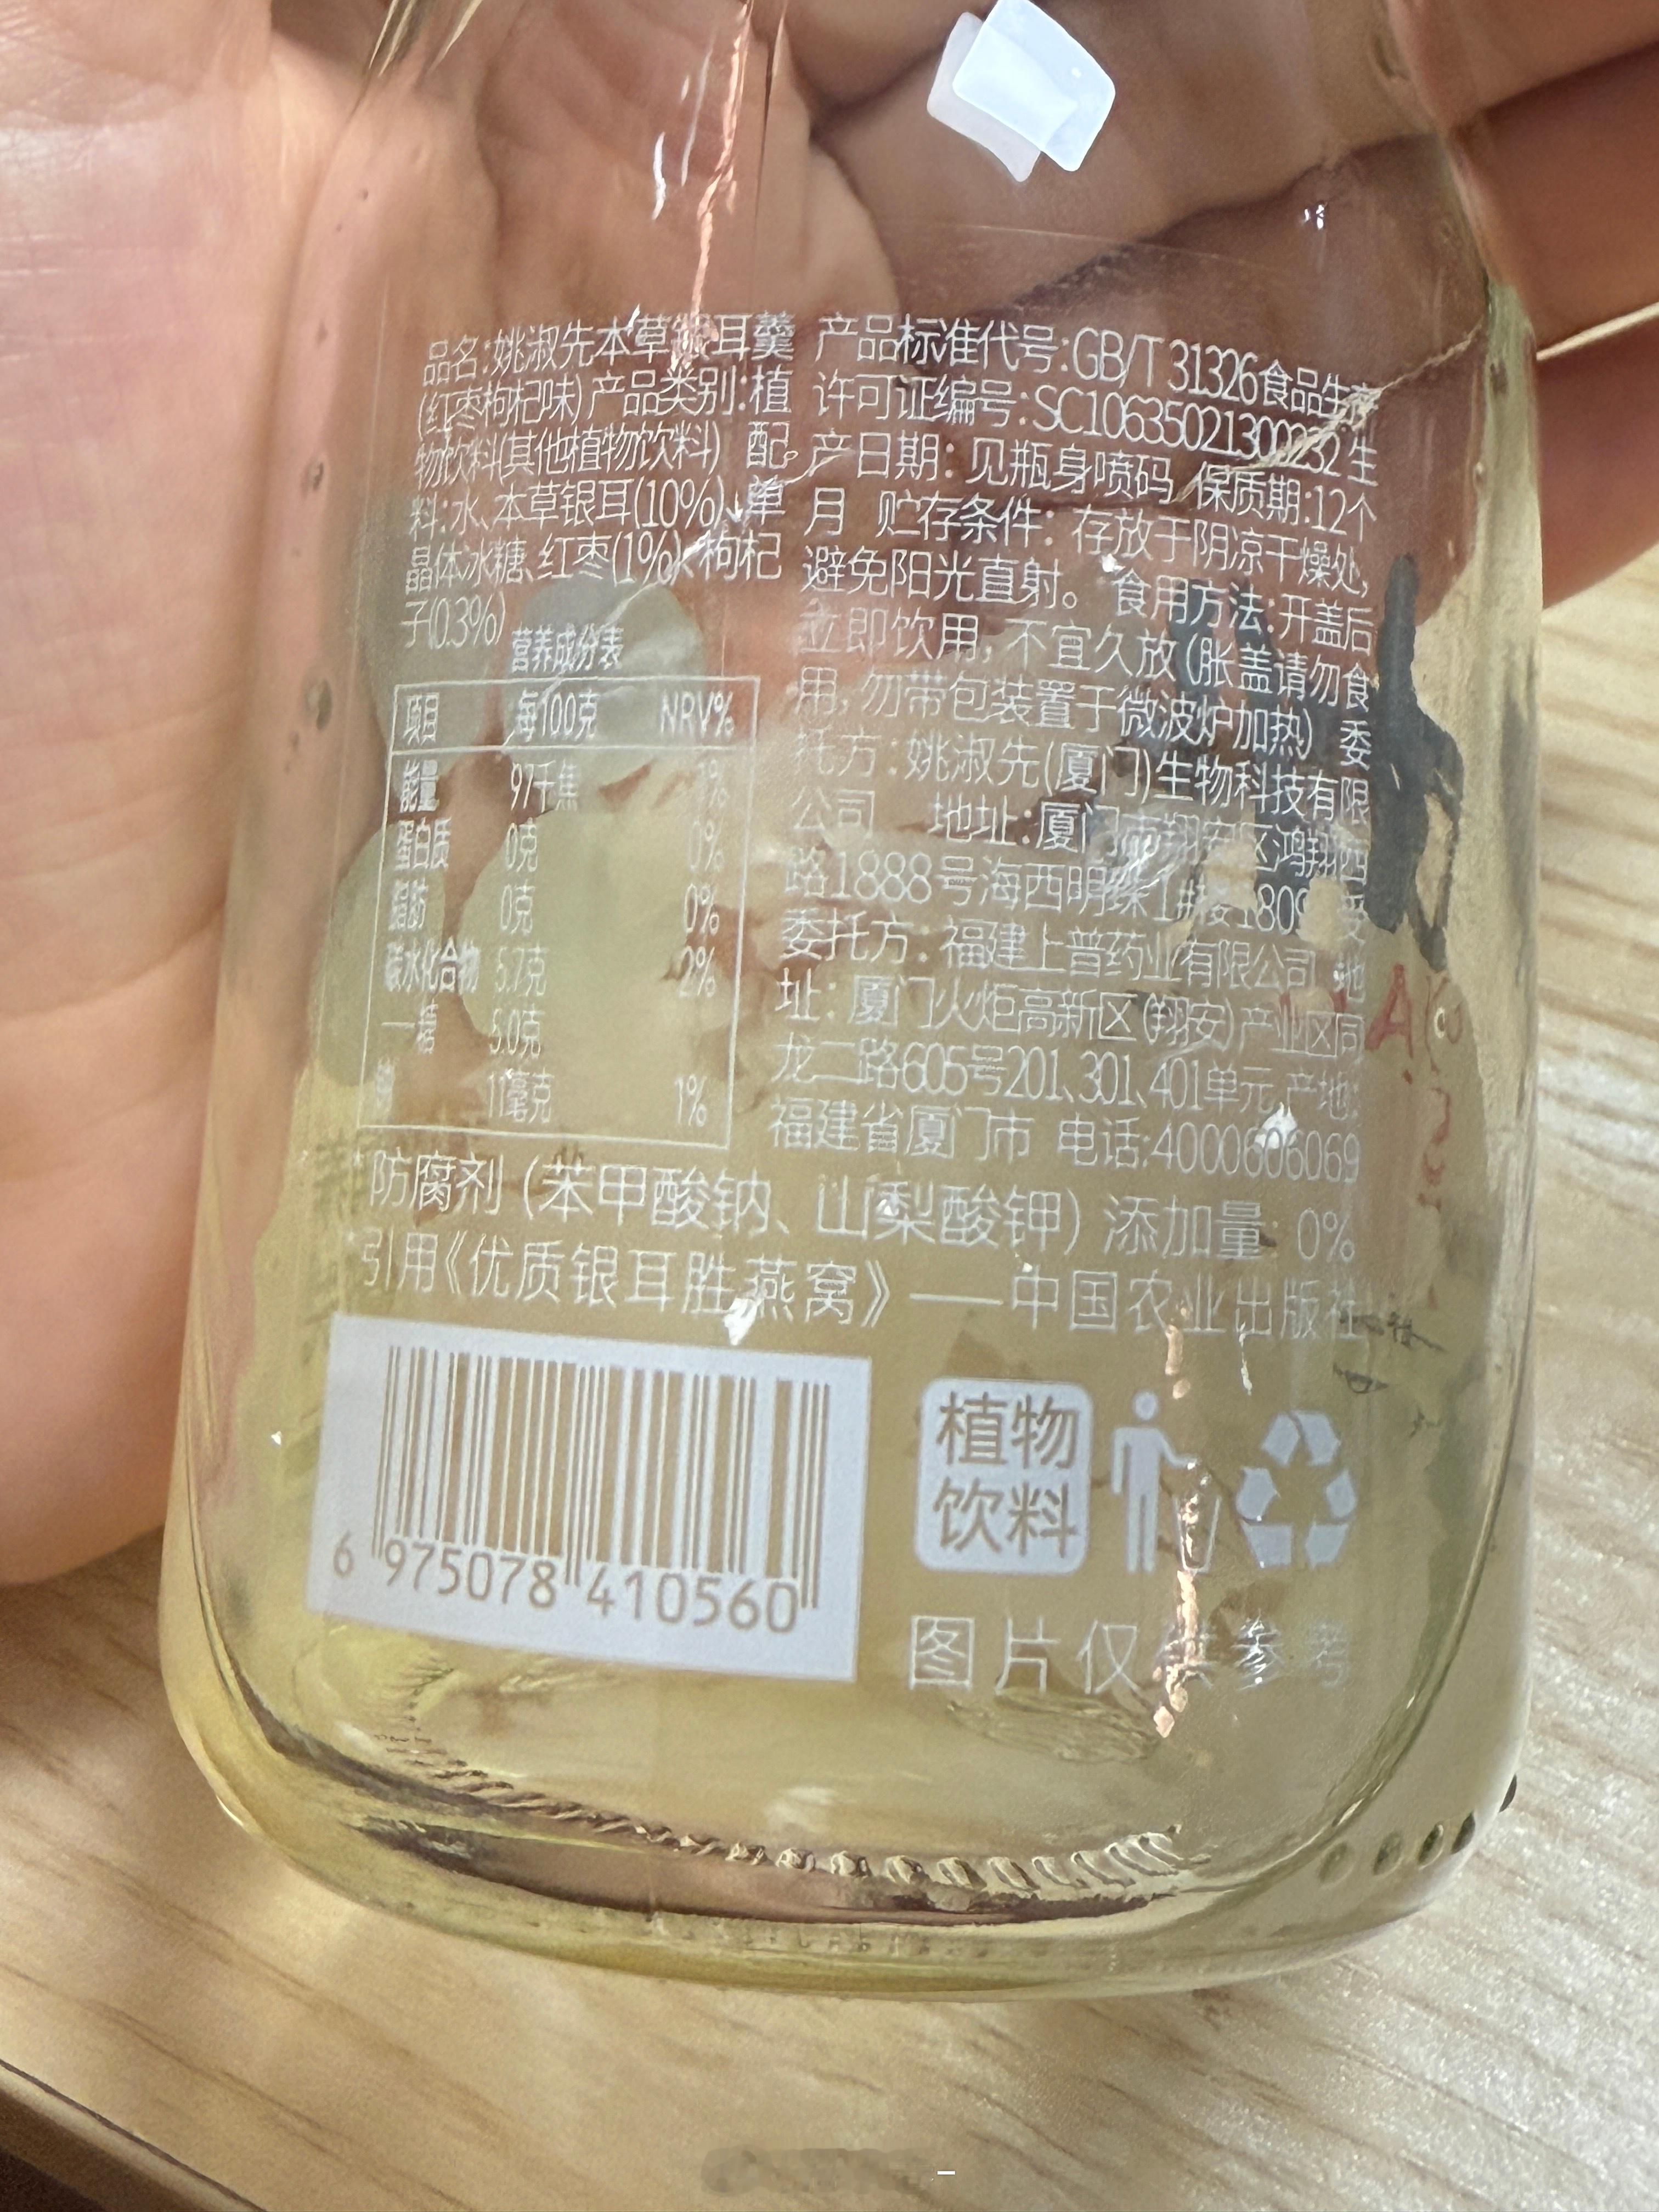 品名:姚淑先本草银耳羹
(红枣枸杞味) 产品类别:植
物饮料(其他植物饮料) 配
料:水、本草银耳(10%)、单
晶体冰糖、红枣(1%)、枸杞
子(0.3%)
营养成分表
项目 每100克 NRV%
能量 97千焦 1%
蛋白质 0克 0%
脂肪 0克 0%
碳水化合物 5.7克 2%
—糖 5.0克
钠 11毫克 1%
产品标准代号:GB/T 31326 食品生产
许可证编号:SC10635021300232 生
产日期: 见瓶身喷码 保质期:12个
月 贮存条件: 存放于阴凉干燥处,
避免阳光直射。 食用方法:开盖后
立即饮用, 不宜久放 (胀盖请勿食
用, 勿带包装置于微波炉加热) 委
托方:姚淑先(厦门)生物科技有限
公司 地址:厦门市翔安区鸿翔西
路1888号海西明珠1#楼1809 受
委托方: 福建上普药业有限公司 地
址: 厦门火炬高新区(翔安)产业区同
龙二路605号201、301、401单元 产地:
福建省厦门市 电话:4000606069
防腐剂 (苯甲酸钠、山梨酸钾) 添加量: 0%
引用《优质银耳胜燕窝》——中国农业出版社
6 975078 410560
植物
饮料
图片仅供参考